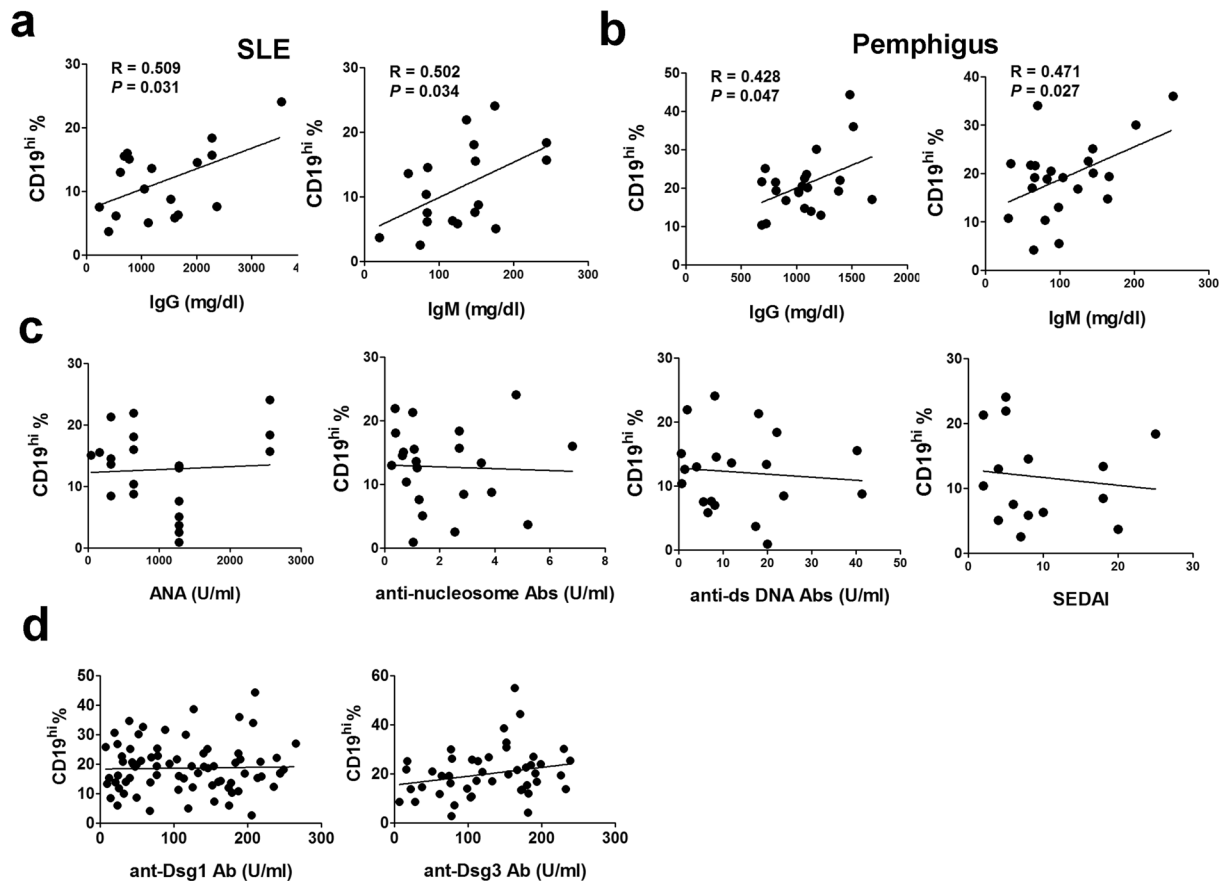 a
SLE
R = 0.509
P = 0.031
CD19hi %
30
20
10
0
0
1000
2000
3000
4
IgG (mg/dl)
R = 0.502
P = 0.034
CD19hi %
30
20
10
0
0
100
200
300
IgM (mg/dl)
b
Pemphigus
R = 0.428
P = 0.047
CD19hi %
50
40
30
20
10
0
0
500
1000
1500
2000
IgG (mg/dl)
R = 0.471
P = 0.027
CD19hi %
40
30
20
10
0
0
100
200
300
IgM (mg/dl)
c
CD19hi %
30
20
10
0
0
1000
2000
3000
ANA (U/ml)
CD19hi %
30
20
10
0
0
2
4
6
8
anti-nucleosome Abs (U/ml)
CD19hi %
30
20
10
0
0
10
20
30
40
50
anti-ds DNA Abs (U/ml)
CD19hi %
30
20
10
0
0
10
20
30
SEDAI
d
CD19hi%
50
40
30
20
10
0
0
100
200
300
ant-Dsg1 Ab (U/ml)
CD19hi%
60
40
20
0
0
100
200
300
ant-Dsg3 Ab (U/ml)